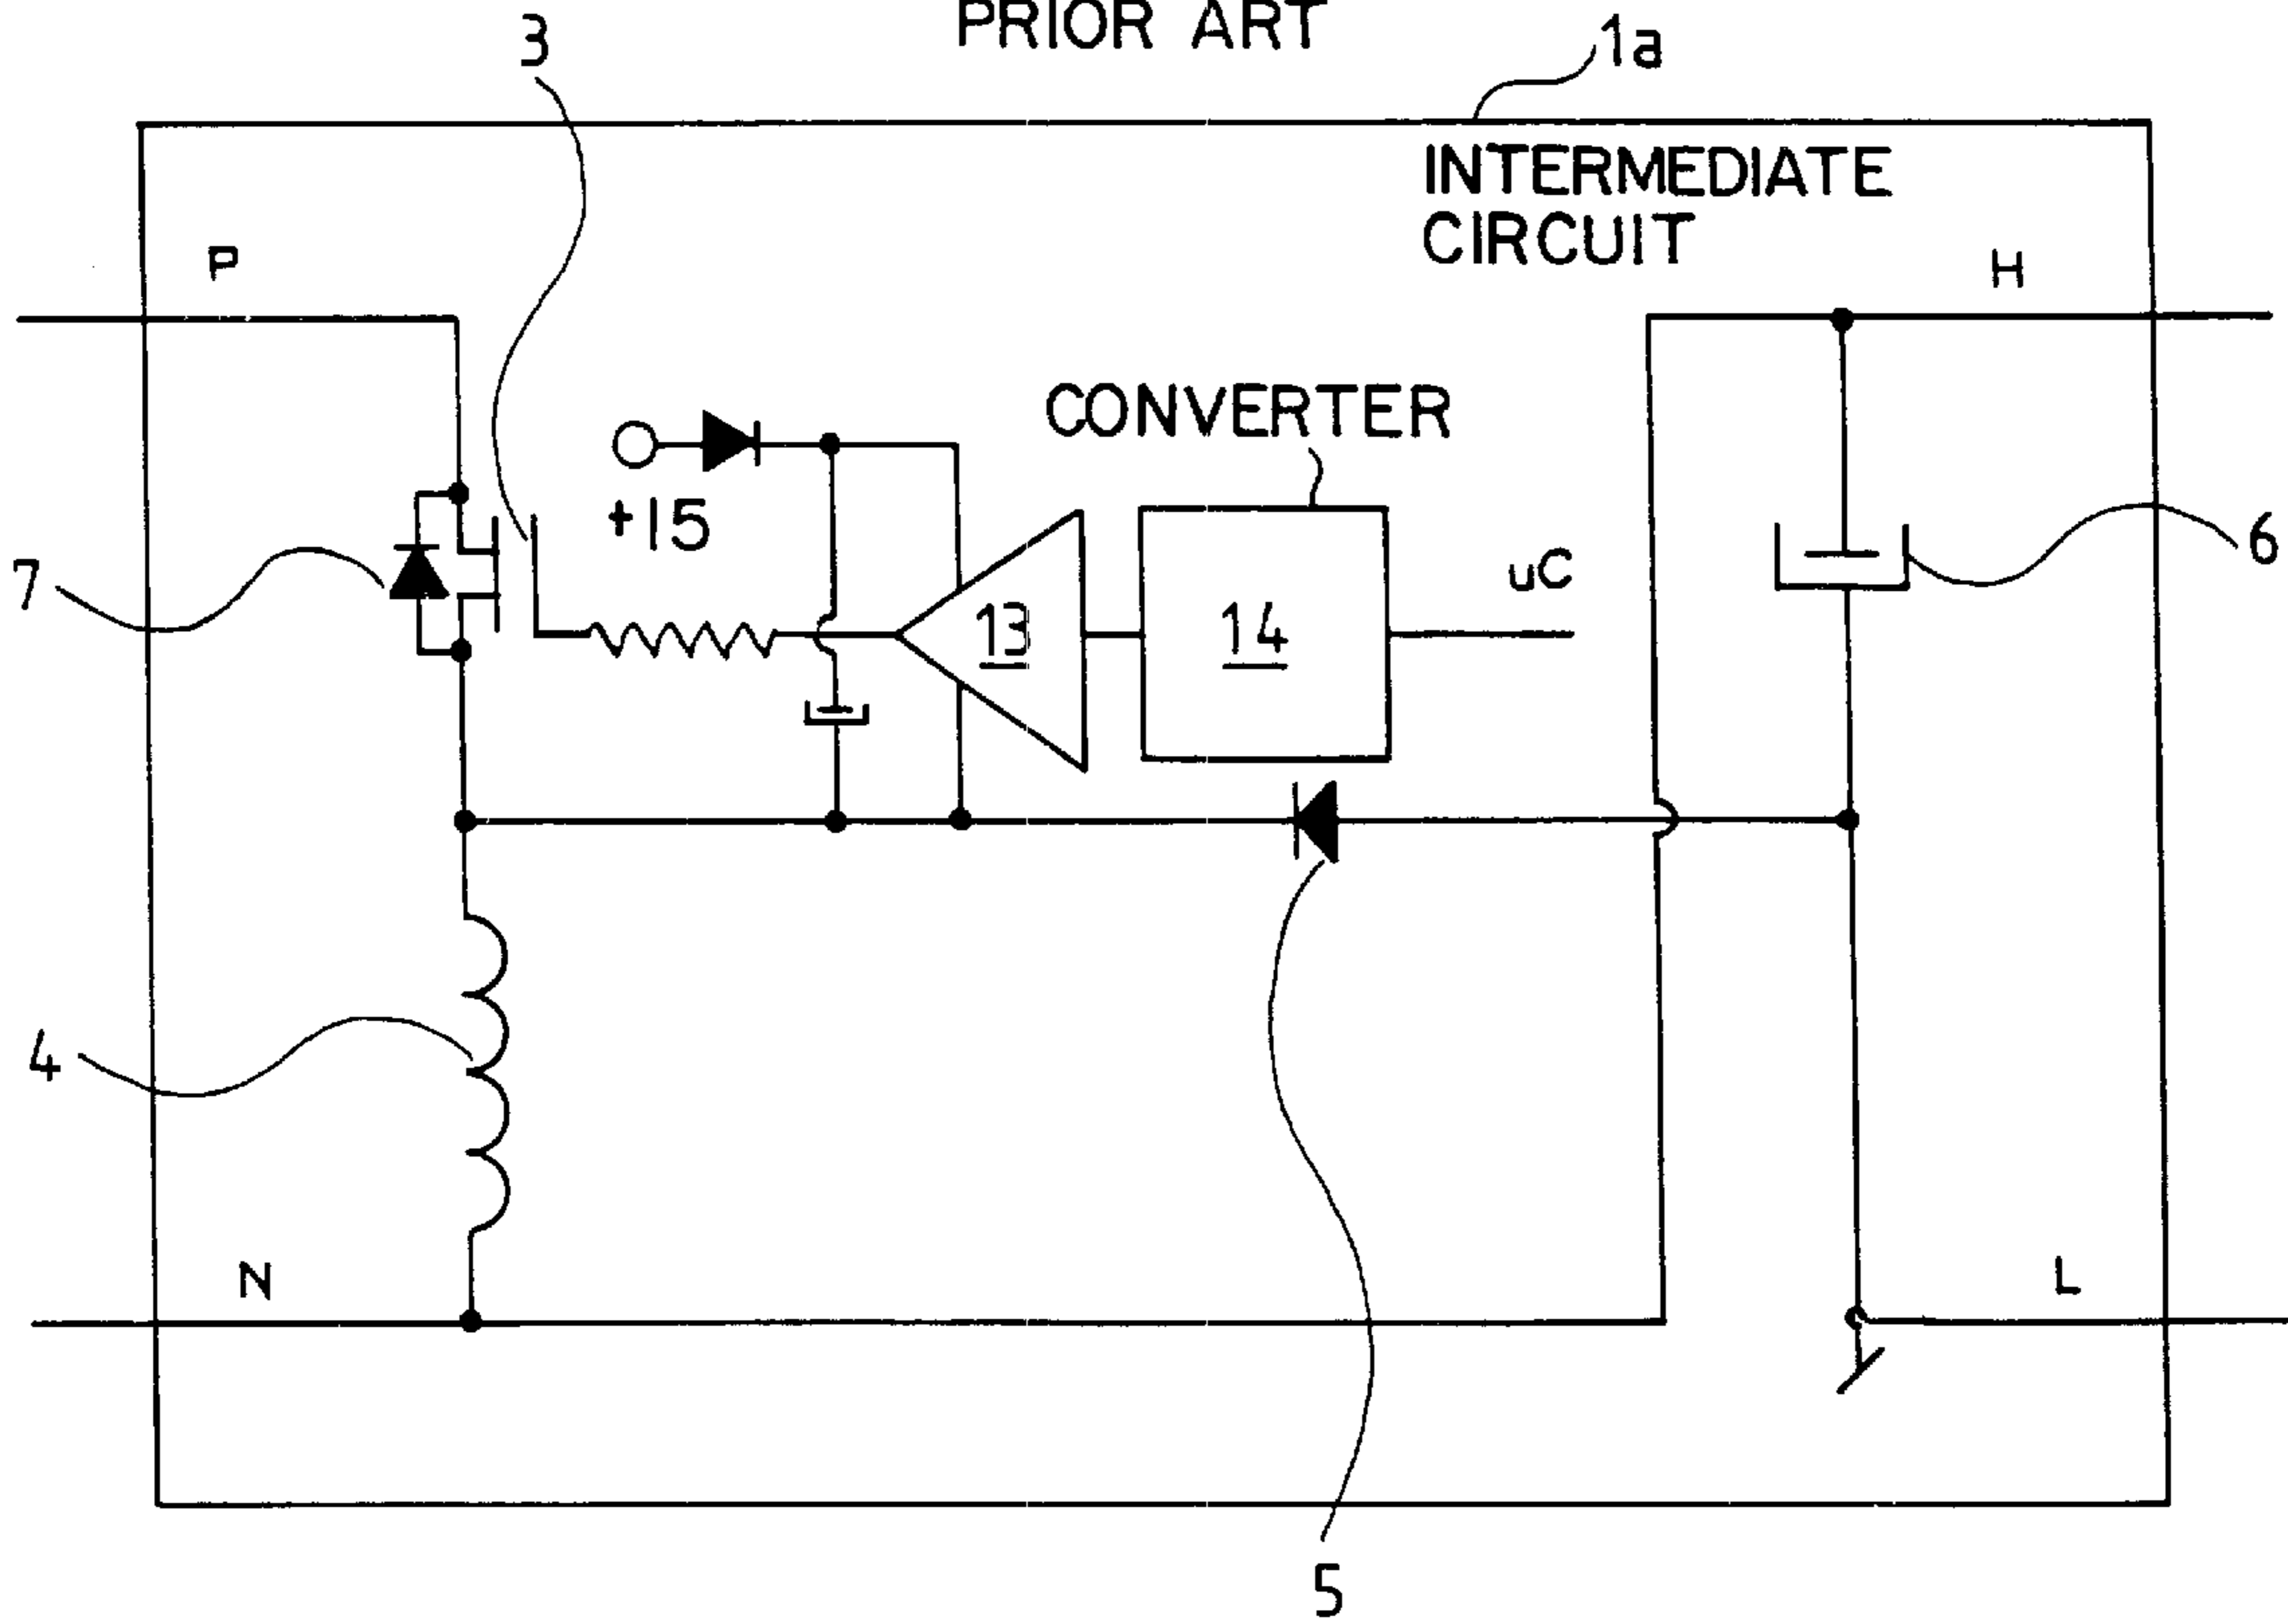 PRIOR ART
3
1a
INTERMEDIATE
CIRCUIT
P
H
CONVERTER
+15
7
13
14
uC
6
4
N
L
5